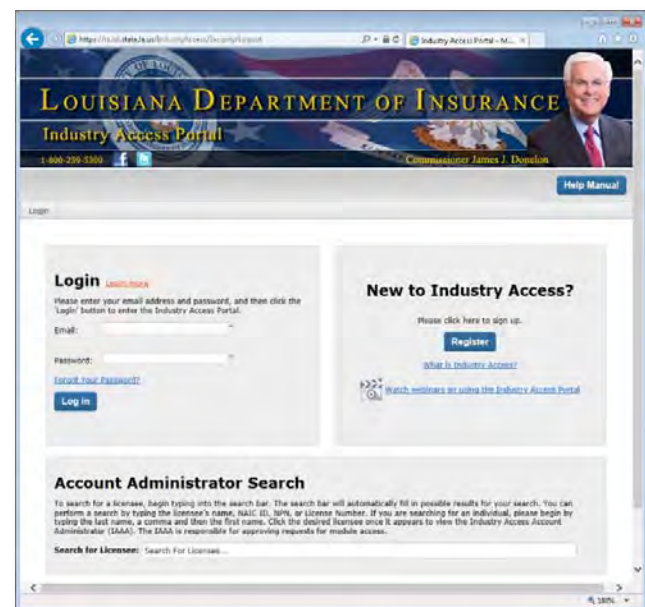 Industry Access Portal - M...
LOUISIANA DEPARTMENT OF INSURANCE
Industry Access Portal
1-800-259-5300
Commissioner James J. Donelon
Help Manual
Login
Login Learn more
Please enter your email address and password, and then click the
'Login' button to enter the Industry Access Portal.
Email:
Password:
Forgot Your Password?
Log in
New to Industry Access?
Please click here to sign up.
Register
What is Industry Access?
Watch webinars on using the Industry Access Portal
Account Administrator Search
To search for a licensee, begin typing into the search bar. The search bar will automatically fill in possible results for your search. You can
perform a search by typing the licensee's name, NAIC ID, NPN, or License Number. If you are searching for an individual, please begin by
typing the last name, a comma and then the first name. Click the desired licensee once it appears to view the Industry Access Account
Administrator (IAAA). The IAAA is responsible for approving requests for module access.
Search for Licensee: Search For Licensee...